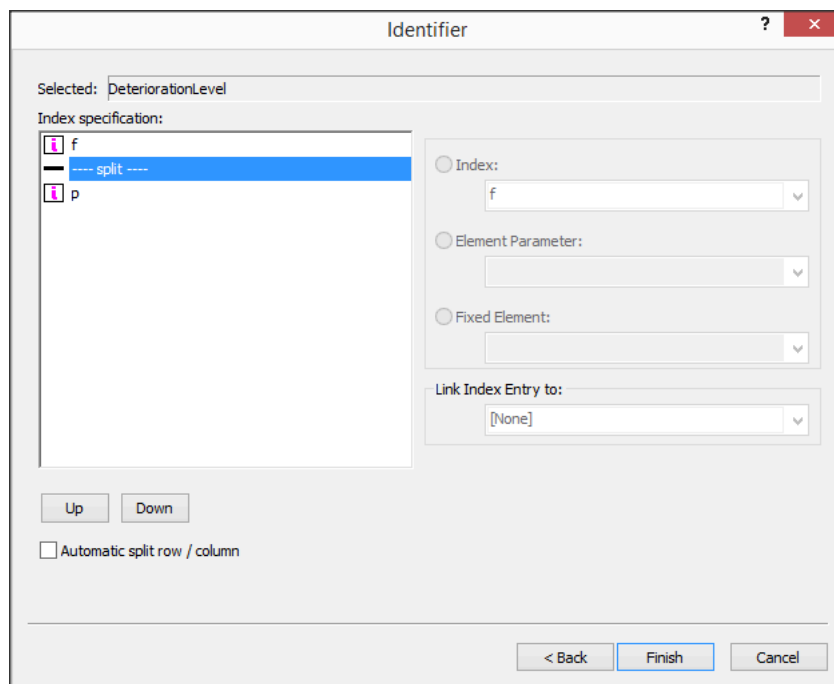 Identifier
?
Selected: DeteriorationLevel
Index specification:
i f
---- split ----
i p
Index:
f
Element Parameter:
Fixed Element:
Link Index Entry to:
[None]
Up Down
Automatic split row / column
< Back Finish Cancel